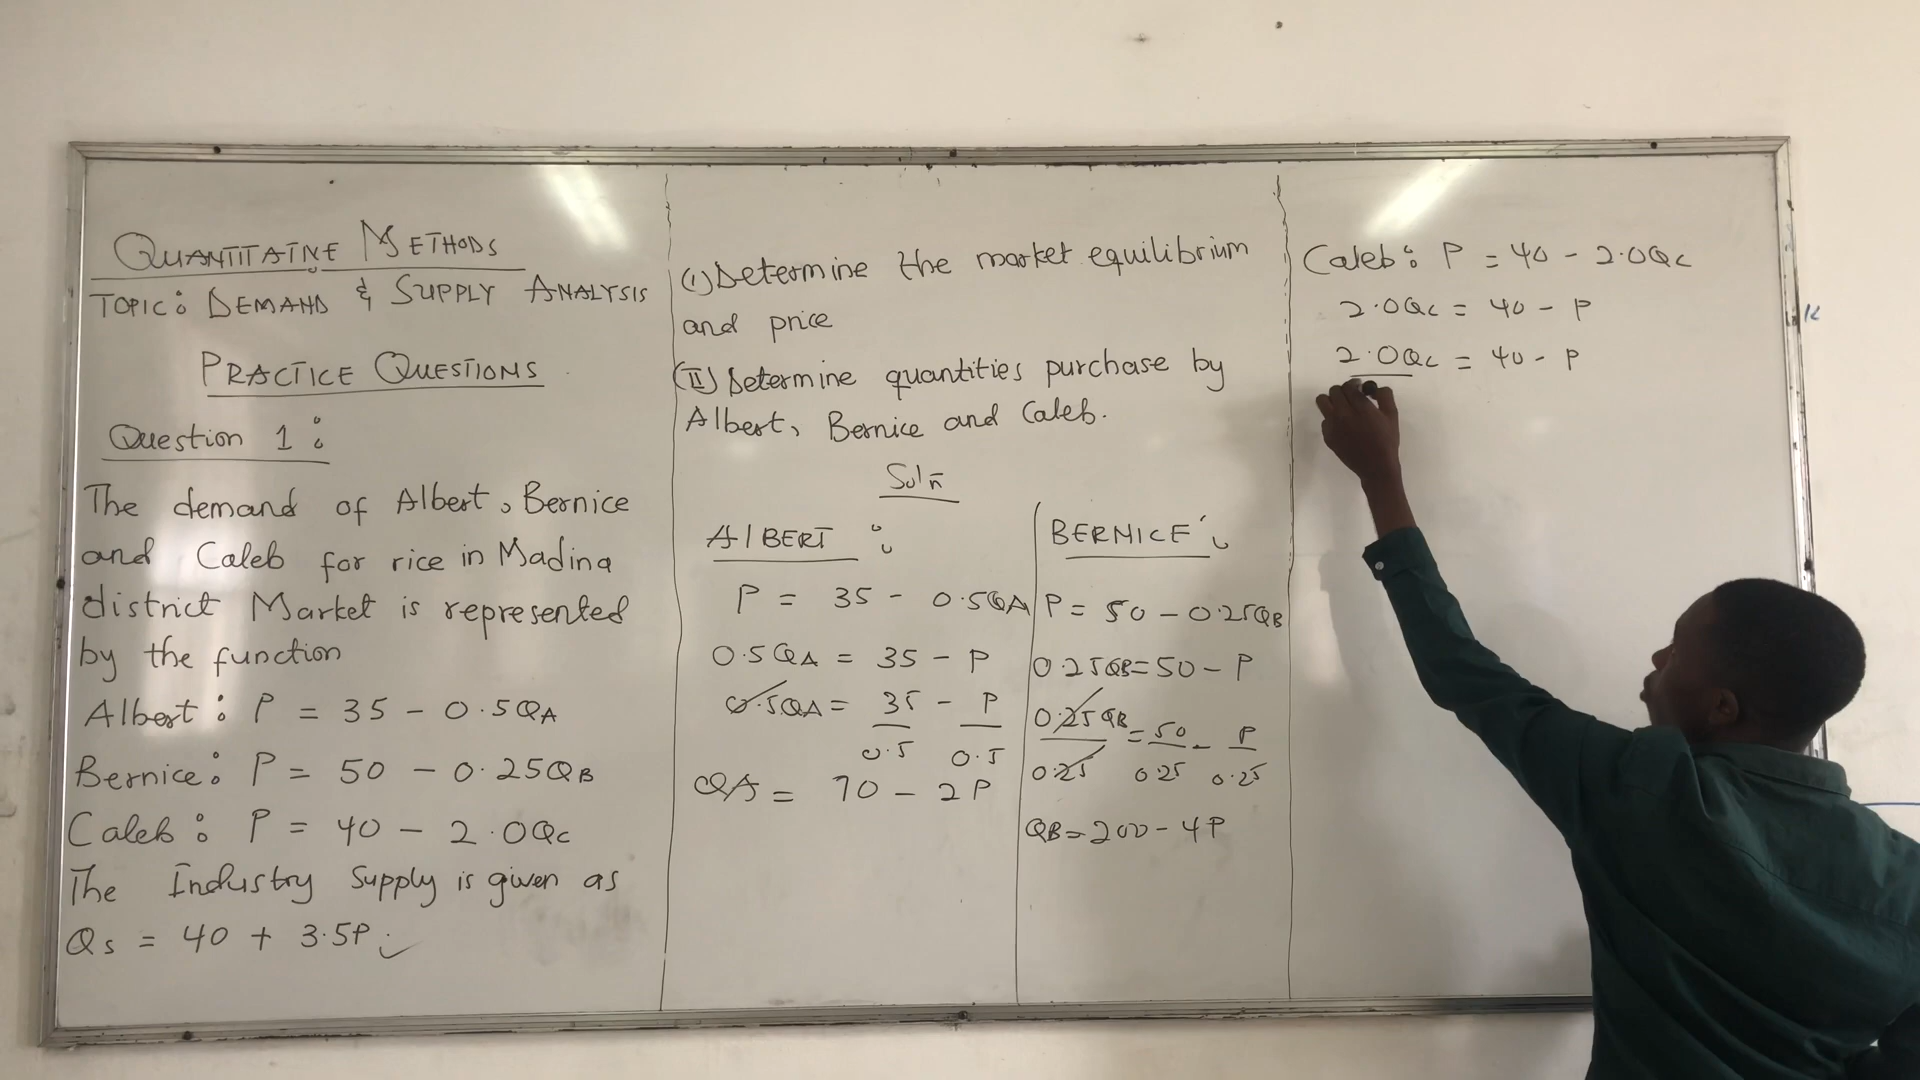 QUANTITATIVE METHODS
TOPIC: DEMAND & SUPPLY ANALYSIS
PRACTICE QUESTIONS
Question 1:
The demand of Albert, Bernice
and Caleb for rice in Madina
district Market is represented
by the function
Albert: P = 35 - 0.5QA
Bernice: P = 50 - 0.25QB
Caleb: P = 40 - 2.0Qc
The Industry Supply is given as
Qs = 40 + 3.5P
(I) Determine the market equilibrium
and price
(II) Determine quantities purchase by
Albert, Bernice and Caleb.
Soln
ALBERT:
P = 35 - 0.5QA
0.5QA = 35 - P
0.5QA = 35 - P
0.5 0.5
QA = 70 - 2P
BERNICE:
P = 50 - 0.25QB
0.25QB = 50 - P
0.25QB = 50 - P
0.25 0.25 0.25
QB = 200 - 4P
Caleb: P = 40 - 2.0Qc
2.0Qc = 40 - P
2.0Qc = 40 - P